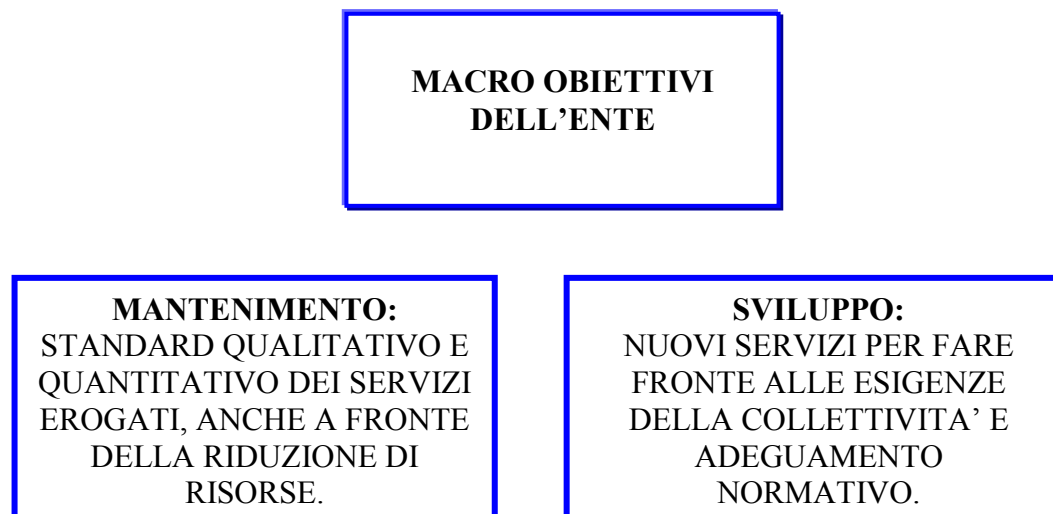 MACRO OBIETTIVI
DELL’ENTE
MANTENIMENTO:
STANDARD QUALITATIVO E
QUANTITATIVO DEI SERVIZI
EROGATI, ANCHE A FRONTE
DELLA RIDUZIONE DI
RISORSE.
SVILUPPO:
NUOVI SERVIZI PER FARE
FRONTE ALLE ESIGENZE
DELLA COLLETTIVITA’ E
ADEGUAMENTO
NORMATIVO.